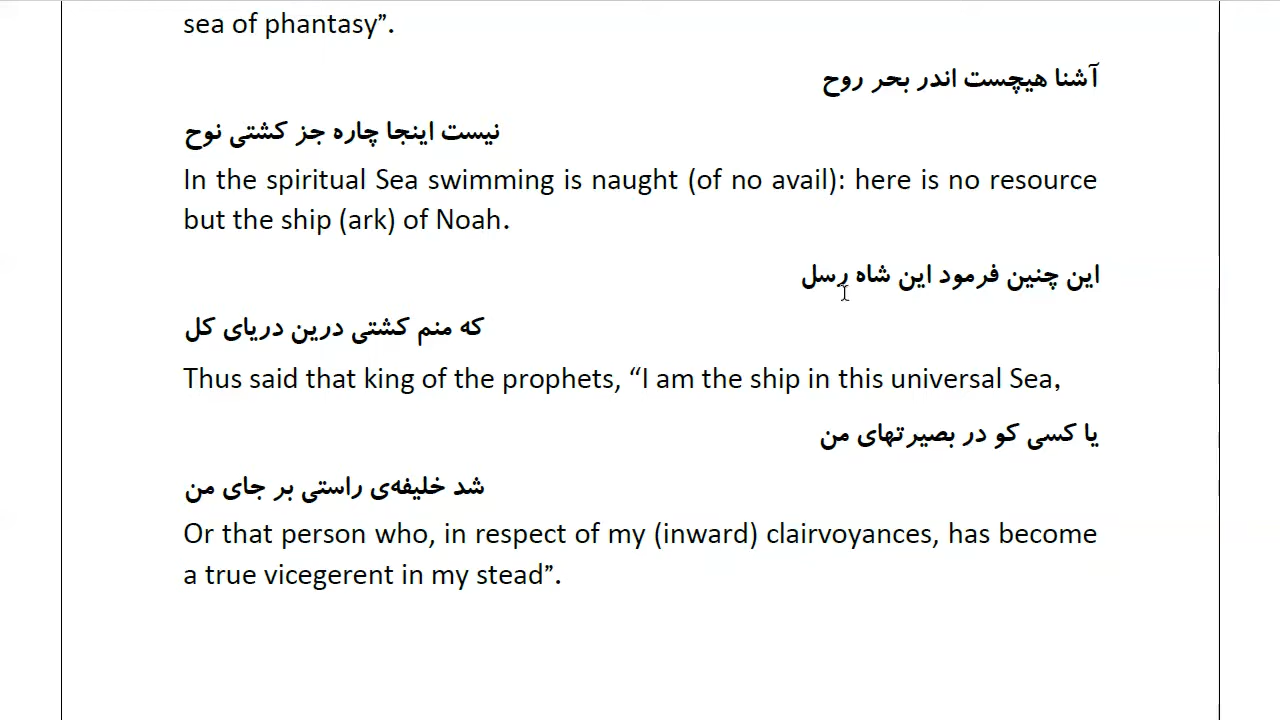 sea of phantasy”.
آشنا هیچست اندر بحر روح
نیست اینجا چاره جز کشتی نوح
In the spiritual Sea swimming is naught (of no avail): here is no resource
but the ship (ark) of Noah.
این چنین فرمود این شاه رسل
که منم کشتی درین دریای کل
Thus said that king of the prophets, “I am the ship in this universal Sea,
یا کسی کو در بصیرتهای من
شد خلیفه‌ی راستی بر جای من
Or that person who, in respect of my (inward) clairvoyances, has become
a true vicegerent in my stead”.